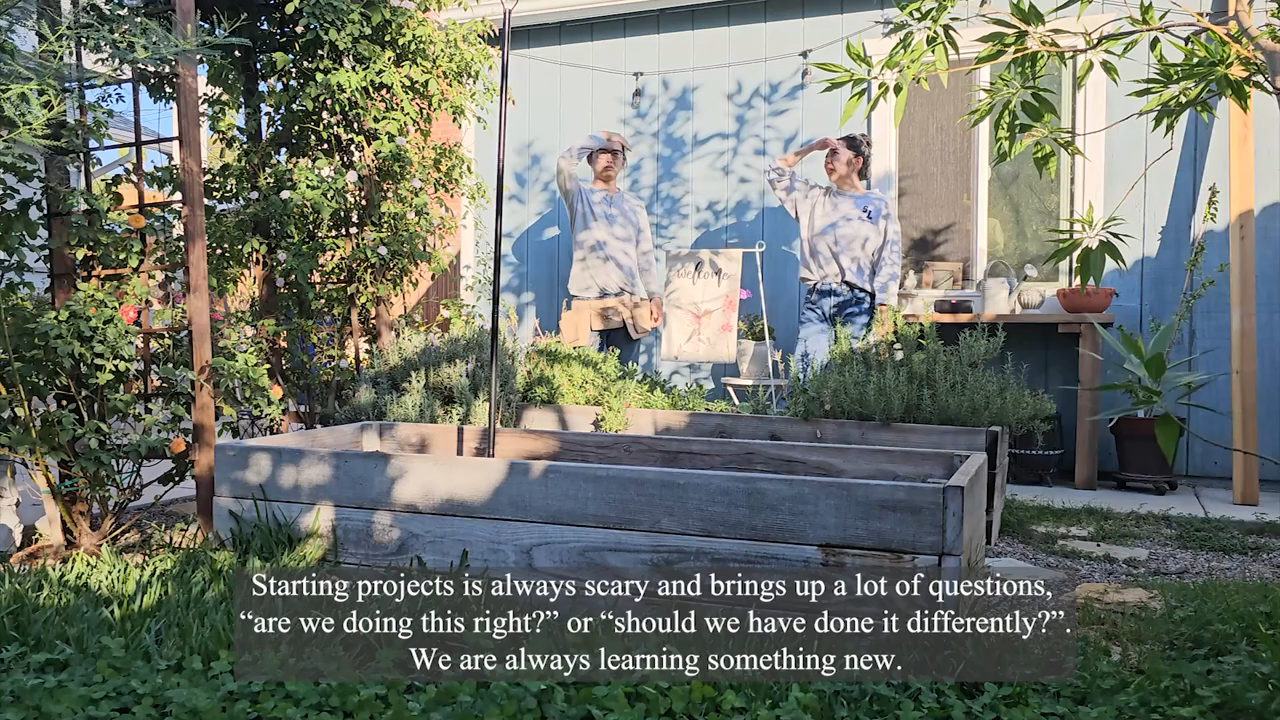 SL
welcome
Starting projects is always scary and brings up a lot of questions,
“are we doing this right?” or “should we have done it differently?”.
We are always learning something new.